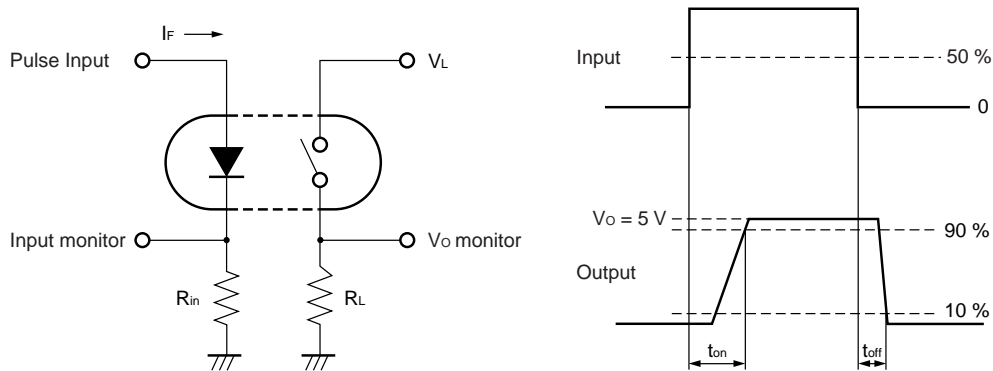 IF
Pulse Input
VL
Input monitor
VO monitor
Rin
RL
Input
50 %
0
VO = 5 V
90 %
Output
10 %
ton
toff